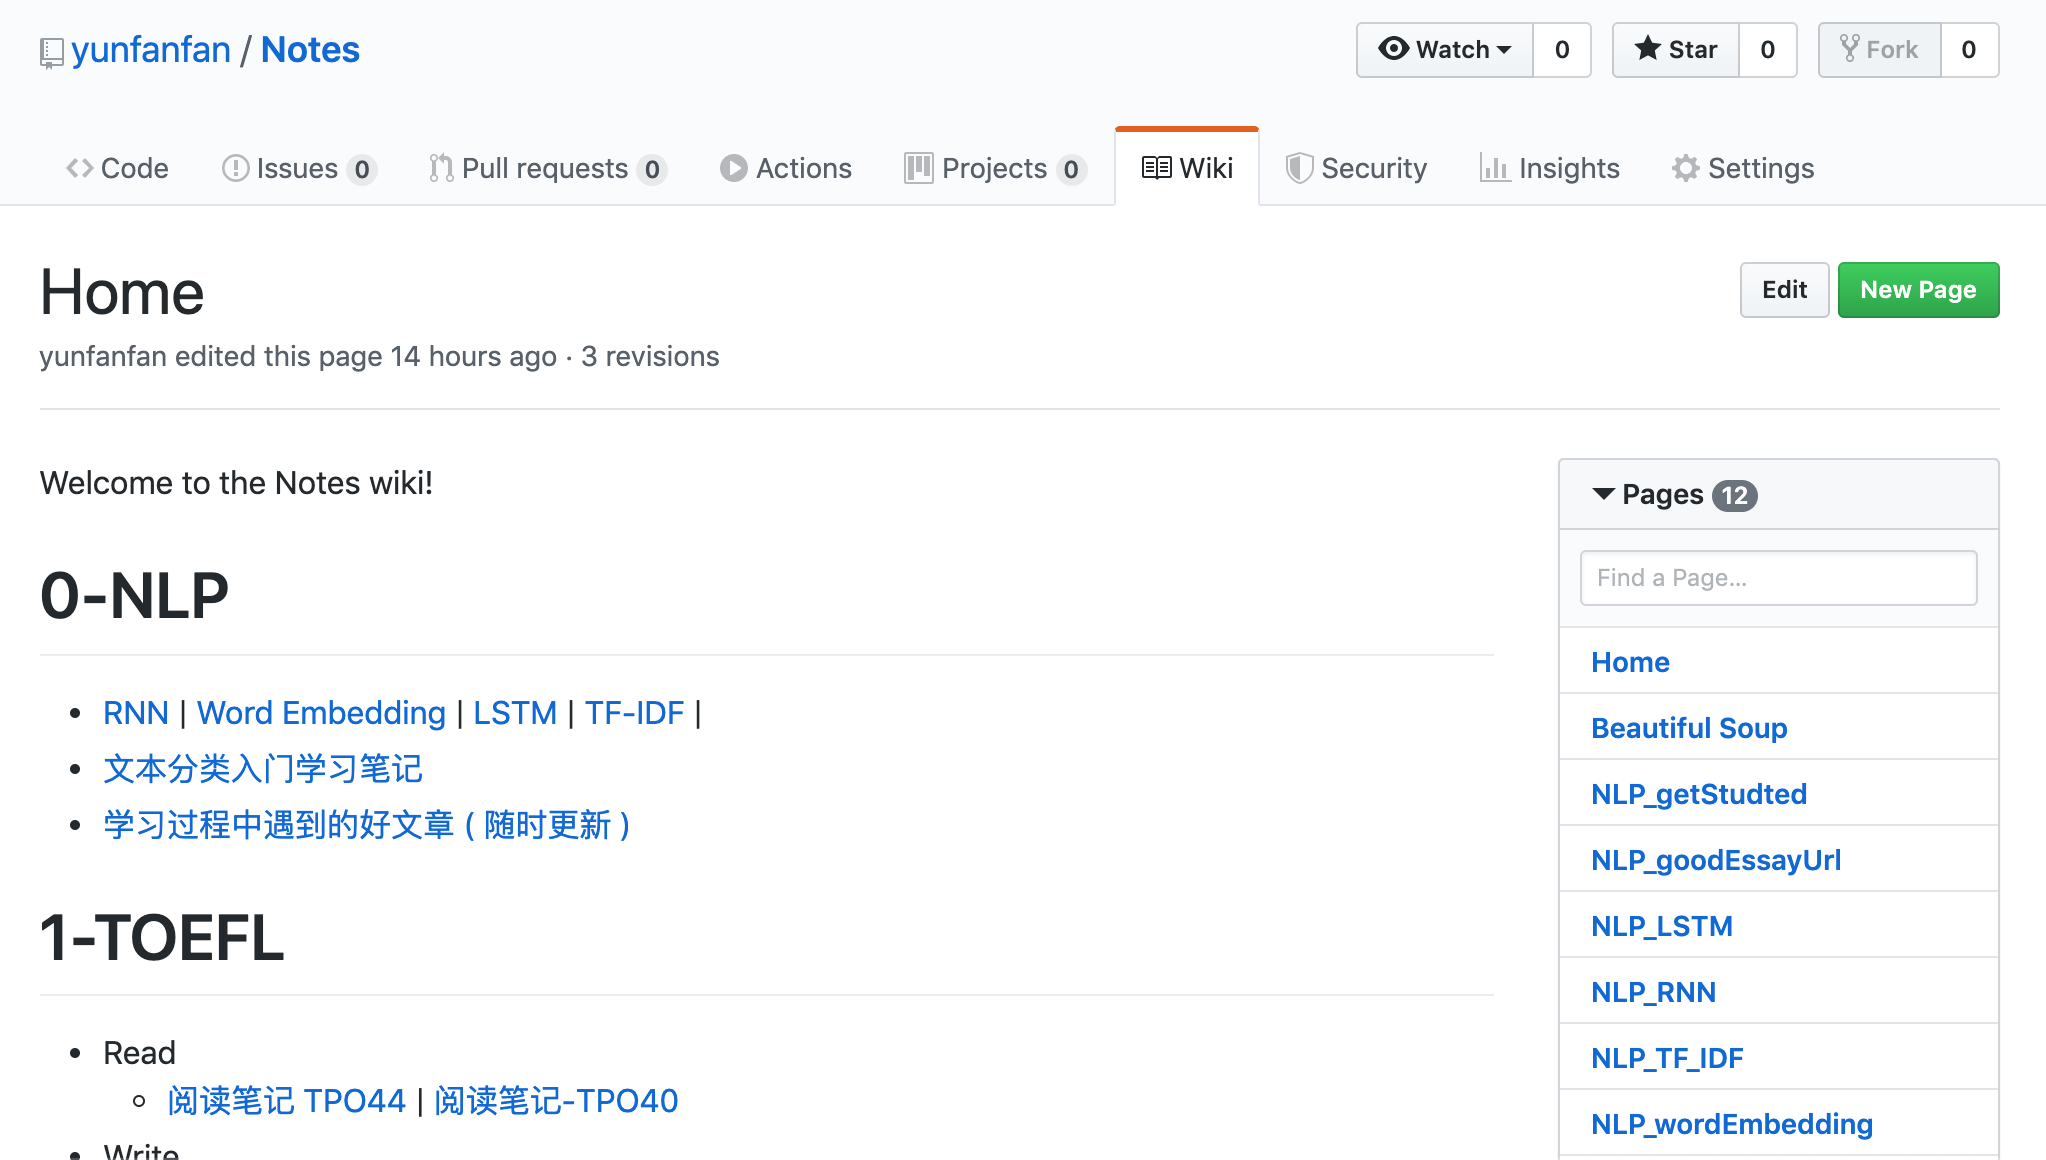 yunfanfan / Notes
Watch 0 Star 0 Fork 0
Code Issues 0 Pull requests 0 Actions Projects 0 Wiki Security Insights Settings
Home
Edit New Page
yunfanfan edited this page 14 hours ago · 3 revisions
Welcome to the Notes wiki!
0-NLP
RNN | Word Embedding | LSTM | TF-IDF |
文本分类入门学习笔记
学习过程中遇到的好文章 ( 随时更新 )
1-TOEFL
Read
阅读笔记 TPO44 | 阅读笔记-TPO40
Write
Pages 12
Find a Page...
Home
Beautiful Soup
NLP_getStudted
NLP_goodEssayUrl
NLP_LSTM
NLP_RNN
NLP_TF_IDF
NLP_wordEmbedding